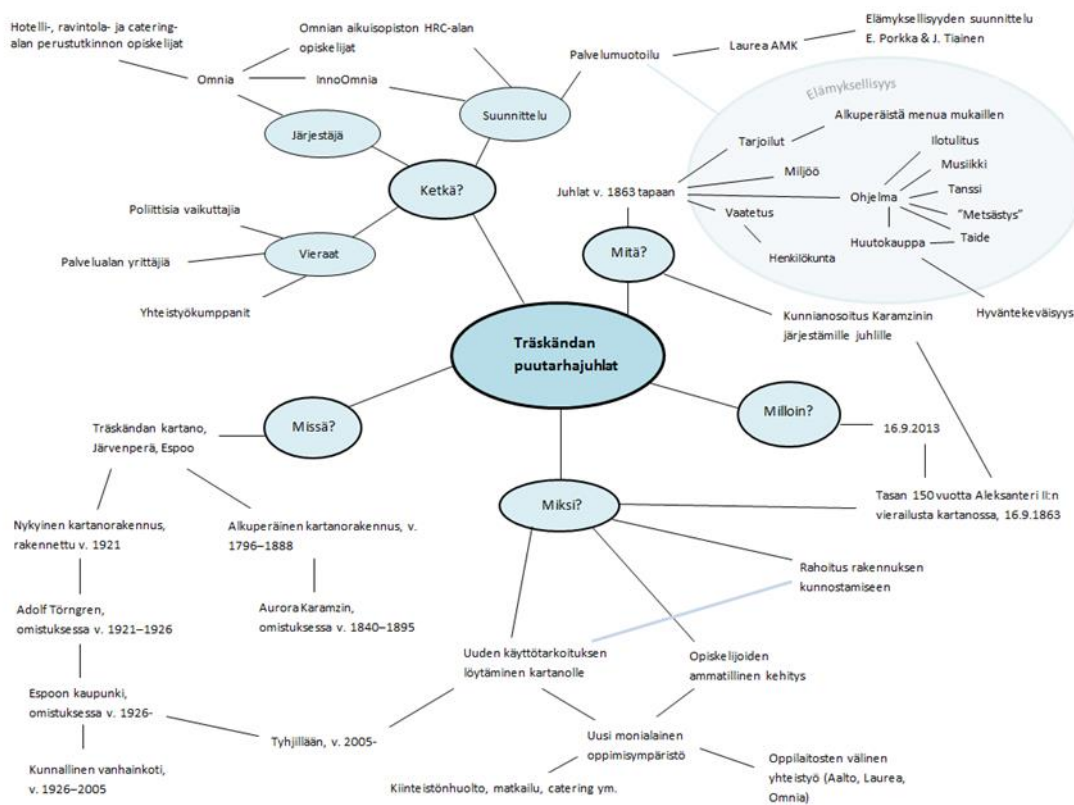 Hotelli-, ravintola- ja catering-
alan perustutkinnon opiskelijat
Omnian aikuisopiston HRC-alan
opiskelijat
Elämyksellisyyden suunnittelu
E. Porkka & J. Tiainen
Palvelumuotoilu
Laurea AMK
Omnia
InnoOmnia
Elämyksellisyys
Järjestäjä
Suunnittelu
Alkuperäistä menua mukaillen
Tarjoilut
Ilotulitus
Musiikki
Ketkä?
Juhlat v. 1863 tapaan
Miljöö
Ohjelma
Tanssi
"Metsästys"
Taide
Poliittisia vaikuttajia
Vaatetus
Huutokauppa
Palvelualan yrittäjiä
Vieraat
Mitä?
Henkilökunta
Yhteistyökumppanit
Kunnianosoitus Karamzinin
järjestämille juhlille
Hyväntekeväisyys
Träskändan
puutarhajuhlat
Missä?
Milloin?
Träskändan kartano,
Järvenperä, Espoo
16.9.2013
Miksi?
Tasan 150 vuotta Aleksanteri II:n
vierailusta kartanossa, 16.9.1863
Nykyinen kartanorakennus,
rakennettu v. 1921
Alkuperäinen kartanorakennus, v.
1796–1888
Rahoitus rakennuksen
kunnostamiseen
Adolf Törngren,
omistuksessa v. 1921–1926
Aurora Karamzin,
omistuksessa v. 1840–1895
Uuden käyttötarkoituksen
löytäminen kartanolle
Opiskelijoiden
ammatillinen kehitys
Espoon kaupunki,
omistuksessa v. 1926-
Tyhjillään, v. 2005-
Uusi monialainen
oppimisympäristö
Kunnallinen vanhainkoti,
v. 1926–2005
Kiinteistönhuolto, matkailu, catering ym.
Oppilaitosten välinen
yhteistyö (Aalto, Laurea,
Omnia)